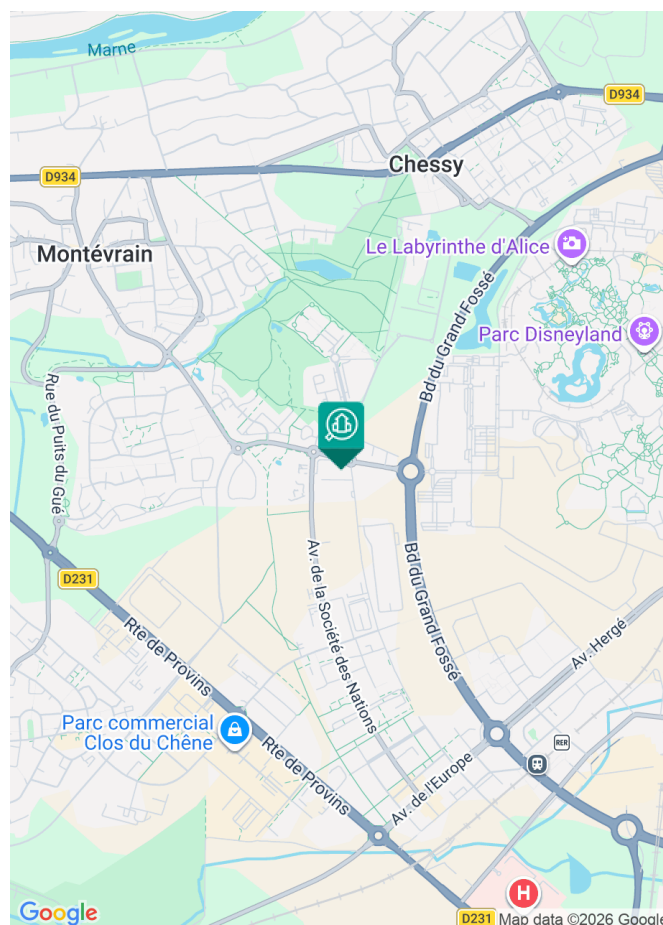 Marne
D934
Chessy
D934
Montévrain
Le Labyrinthe d'Alice
Bd du Grand Fossé
Parc Disneyland
Rue du Puits du Gué
D231
Av. de la Société des Nations
Bd du Grand Fossé
Av. Hergé
Rte de Provins
Parc commercial
Clos du Chêne
Rte de Provins
RER
Av. de l'Europe
H
Google
D231
Map data ©2026 Google